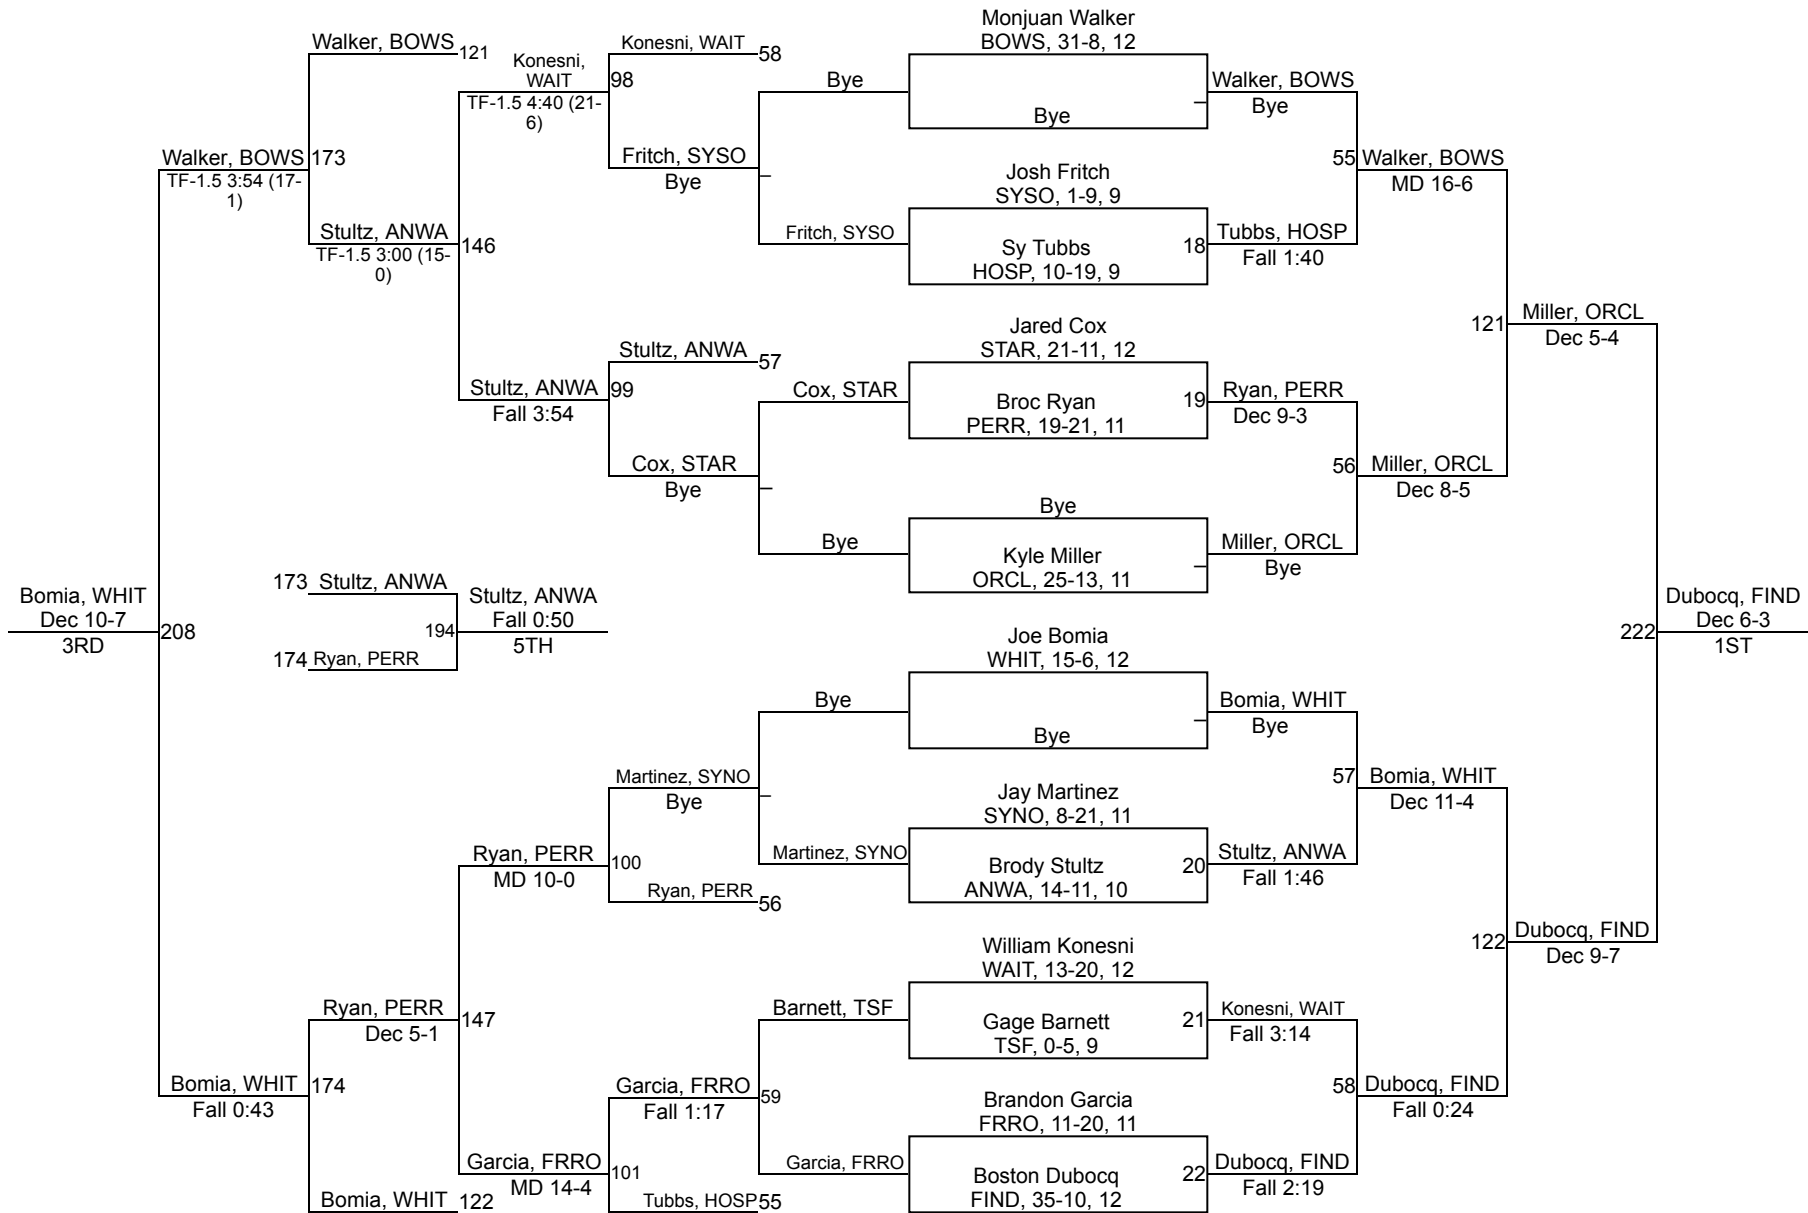 Monjuan Walker
BOWS, 31-8, 12
Bye
Josh Fritch
SYSO, 1-9, 9
Sy Tubbs
HOSP, 10-19, 9
18
Jared Cox
STAR, 21-11, 12
Broc Ryan
PERR, 19-21, 11
19
Bye
Kyle Miller
ORCL, 25-13, 11
Joe Bomia
WHIT, 15-6, 12
Bye
Jay Martinez
SYNO, 8-21, 11
Brody Stultz
ANWA, 14-11, 10
20
William Konesni
WAIT, 13-20, 12
Gage Barnett
TSF, 0-5, 9
21
Brandon Garcia
FRRO, 11-20, 11
Boston Dubocq
FIND, 35-10, 12
22
Walker, BOWS
Bye
Tubbs, HOSP
Fall 1:40
Ryan, PERR
Dec 9-3
Miller, ORCL
Bye
Bomia, WHIT
Bye
Stultz, ANWA
Fall 1:46
Konesni, WAIT
Fall 3:14
Dubocq, FIND
Fall 2:19
55
Walker, BOWS
MD 16-6
56
Miller, ORCL
Dec 8-5
57
Bomia, WHIT
Dec 11-4
58
Dubocq, FIND
Fall 0:24
121
Miller, ORCL
Dec 5-4
122
Dubocq, FIND
Dec 9-7
222
Dubocq, FIND
Dec 6-3
1ST
Bye
Fritch, SYSO
Cox, STAR
Bye
Bye
Martinez, SYNO
Barnett, TSF
Garcia, FRRO
Konesni, WAIT
58
Fritch, SYSO
Bye
Stultz, ANWA
57
Cox, STAR
Bye
Martinez, SYNO
Bye
Ryan, PERR
56
Garcia, FRRO
Fall 1:17
59
Tubbs, HOSP
55
Konesni,
WAIT
TF-1.5 4:40 (21-
6)
98
Stultz, ANWA
Fall 3:54
99
Ryan, PERR
MD 10-0
100
Garcia, FRRO
MD 14-4
101
Walker, BOWS
121
Stultz, ANWA
TF-1.5 3:00 (15-
0)
146
Ryan, PERR
Dec 5-1
147
Bomia, WHIT
122
Walker, BOWS
TF-1.5 3:54 (17-
1)
173
Bomia, WHIT
Fall 0:43
174
173
Stultz, ANWA
174
Ryan, PERR
194
Stultz, ANWA
Fall 0:50
5TH
Bomia, WHIT
Dec 10-7
3RD
208